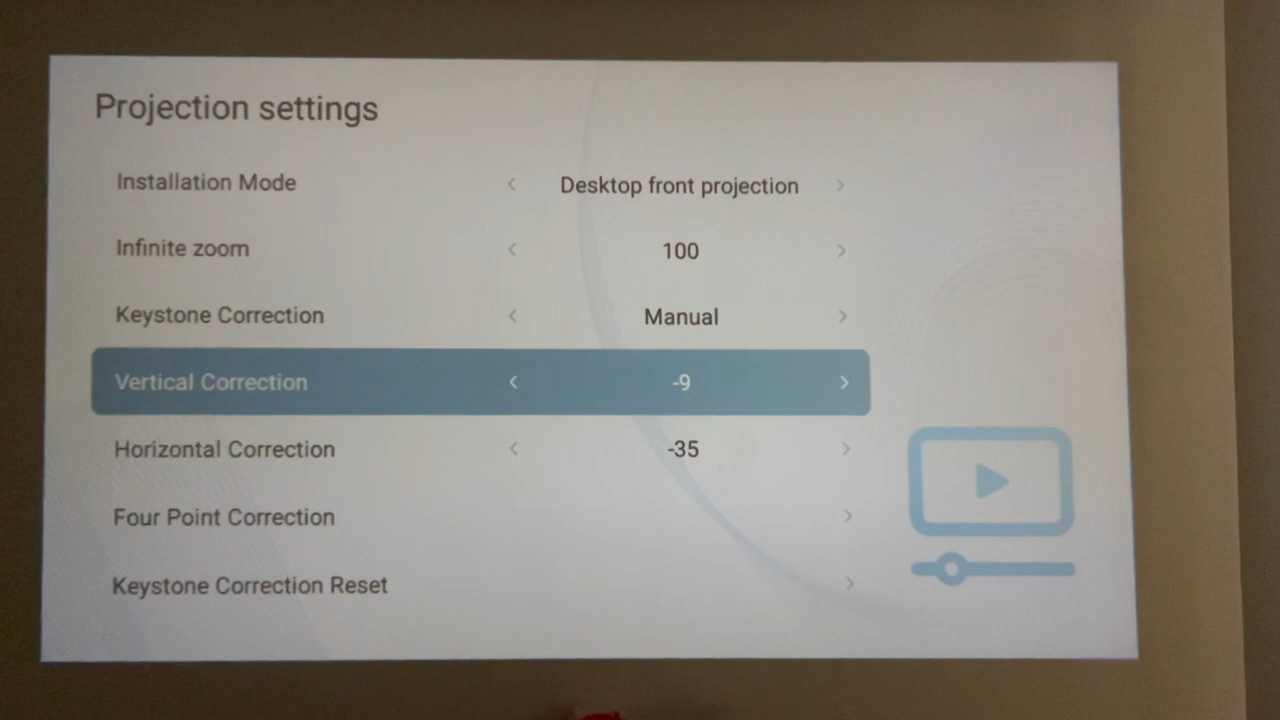 Projection settings
Installation Mode < Desktop front projection >
Infinite zoom < 100 >
Keystone Correction < Manual >
Vertical Correction < -9 >
Horizontal Correction < -35 >
Four Point Correction >
Keystone Correction Reset >